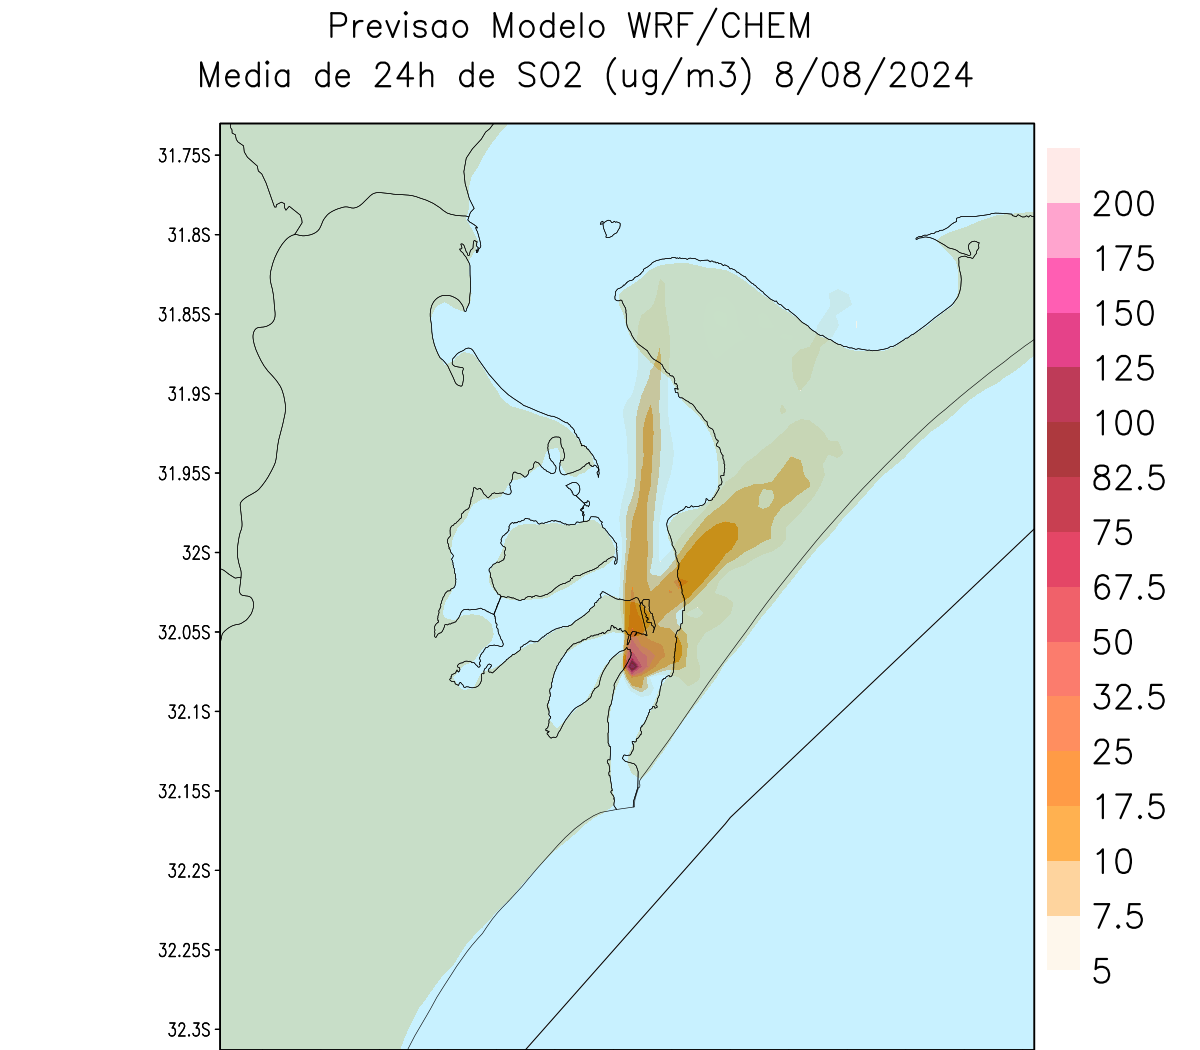 Previsao Modelo WRF/CHEM
Media de 24h de SO2 (ug/m3) 8/08/2024
31.75S
31.8S
31.85S
31.9S
31.95S
32S
32.05S
32.1S
32.15S
32.2S
32.25S
32.3S
200
175
150
125
100
82.5
75
67.5
50
32.5
25
17.5
10
7.5
5